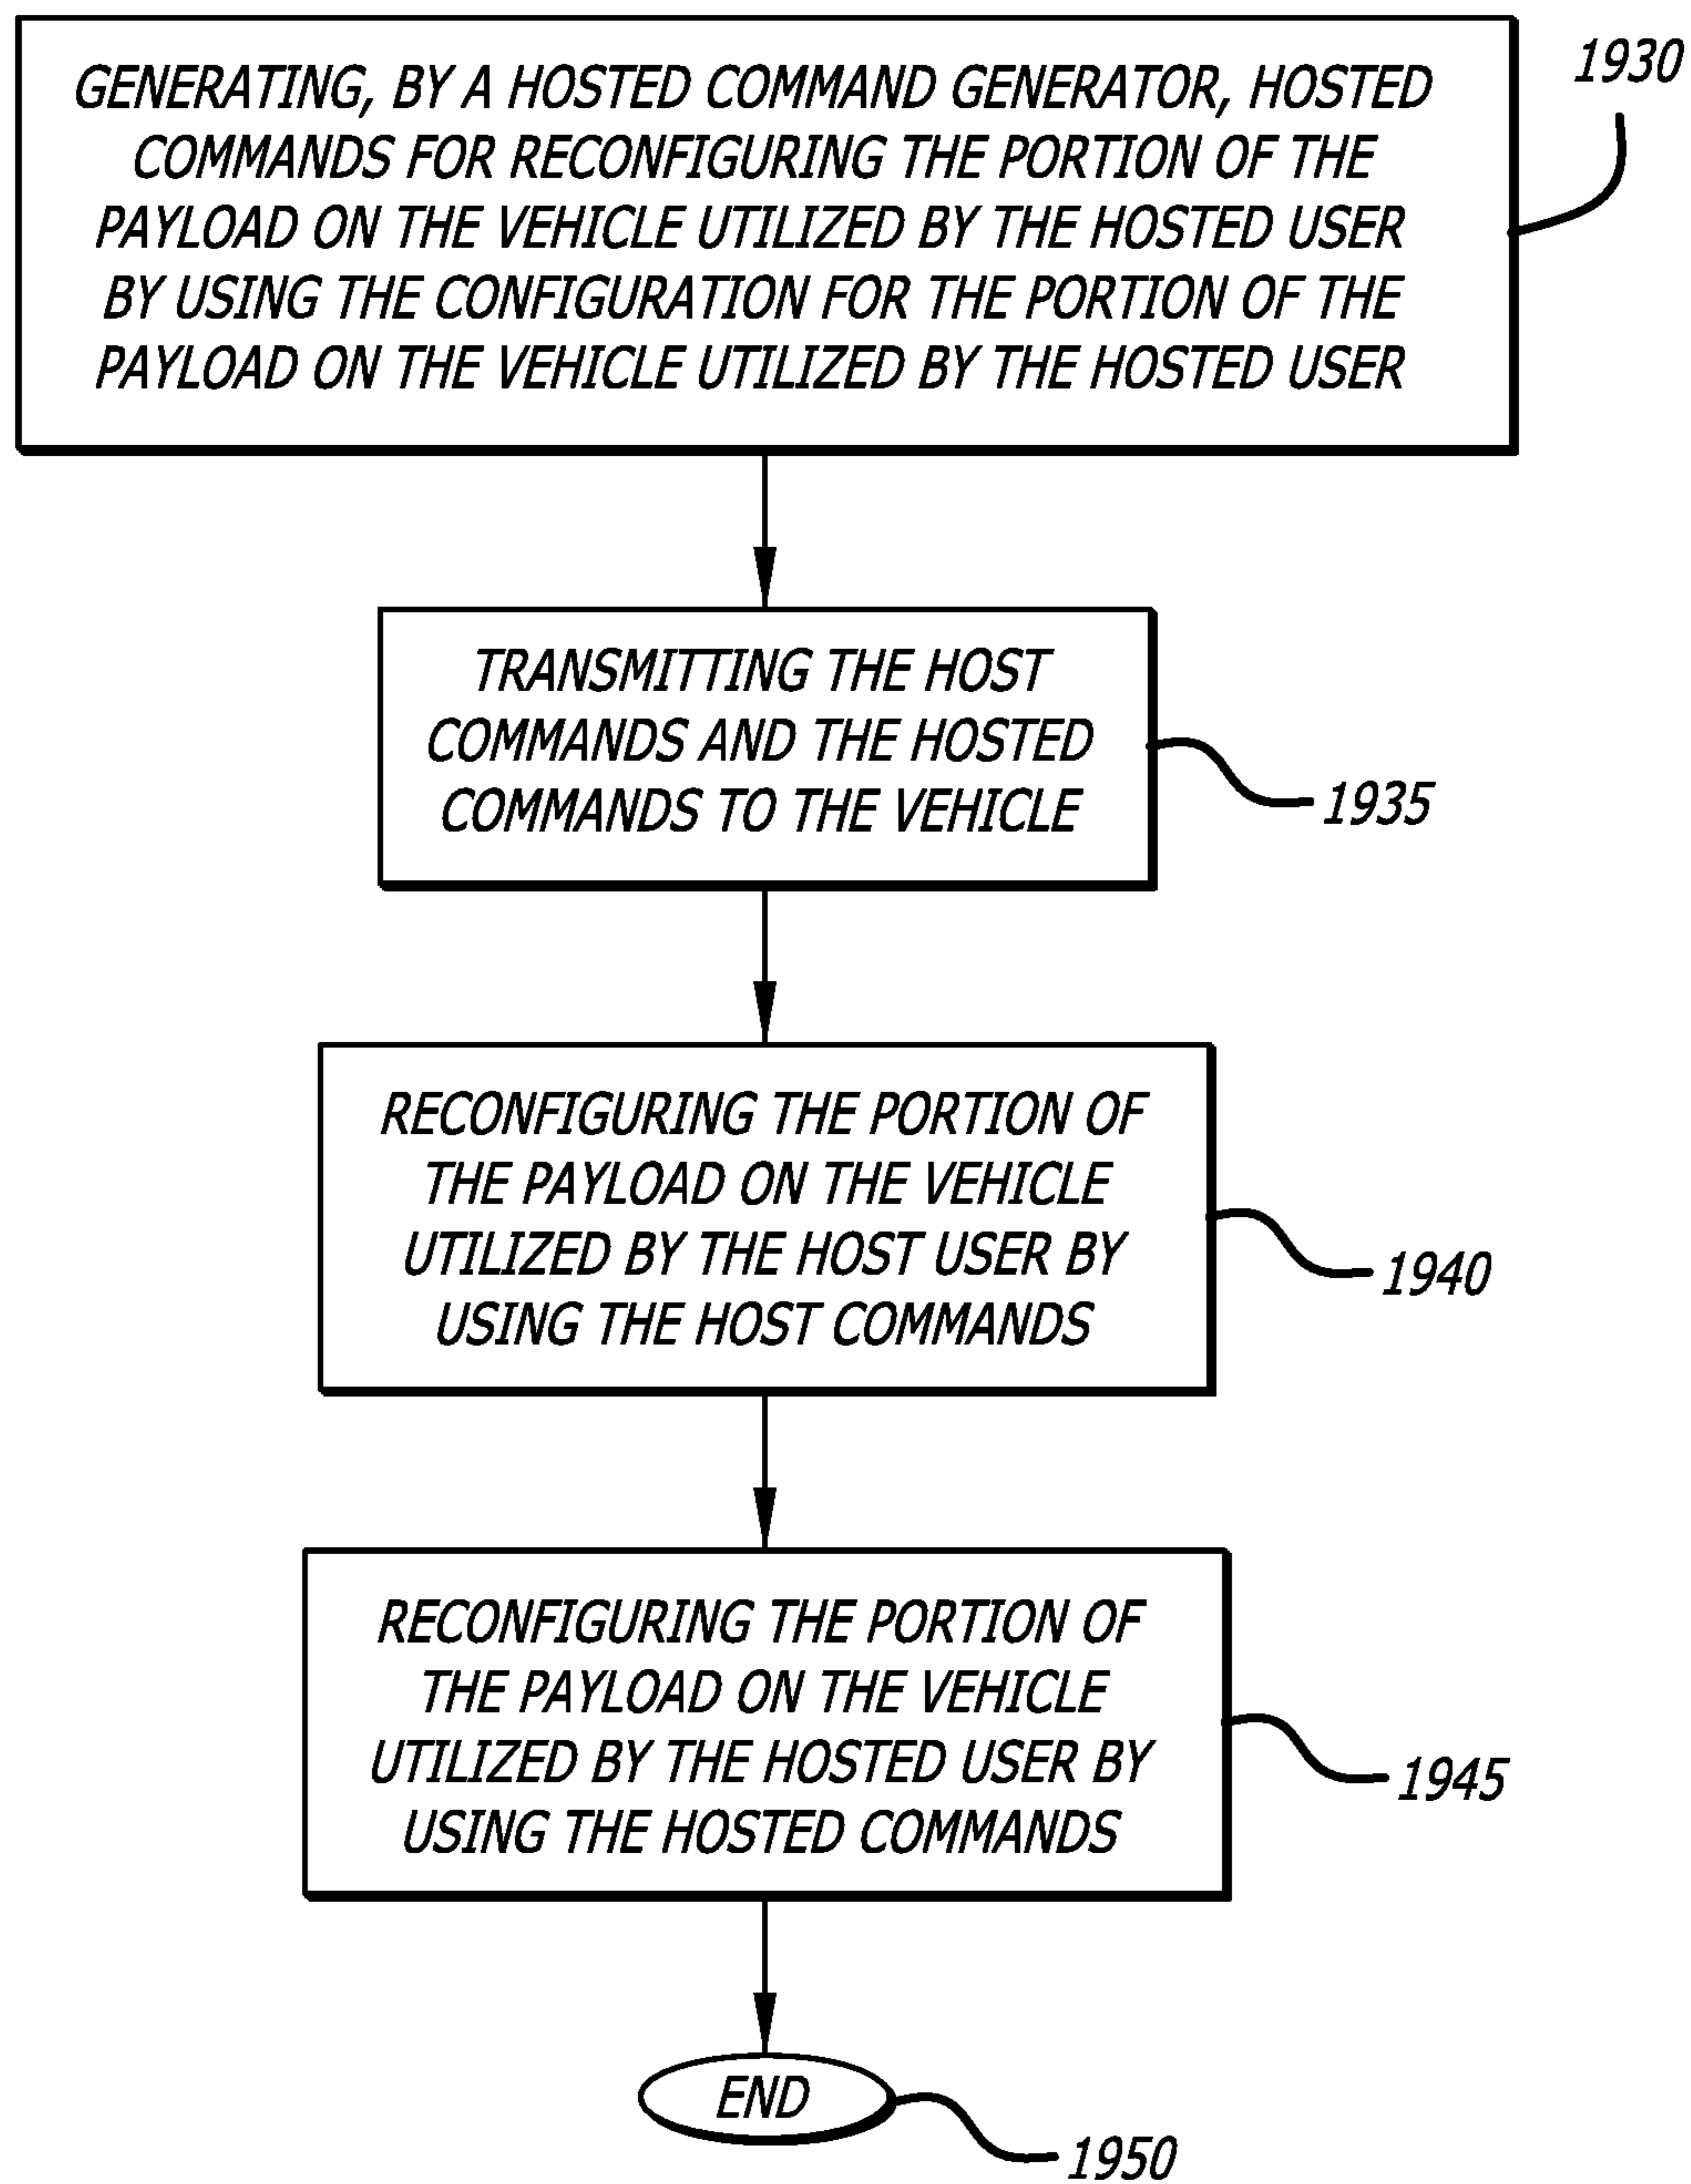 GENERATING, BY A HOSTED COMMAND GENERATOR, HOSTED
COMMANDS FOR RECONFIGURING THE PORTION OF THE
PAYLOAD ON THE VEHICLE UTILIZED BY THE HOSTED USER
BY USING THE CONFIGURATION FOR THE PORTION OF THE
PAYLOAD ON THE VEHICLE UTILIZED BY THE HOSTED USER
1930
TRANSMITTING THE HOST
COMMANDS AND THE HOSTED
COMMANDS TO THE VEHICLE
1935
RECONFIGURING THE PORTION OF
THE PAYLOAD ON THE VEHICLE
UTILIZED BY THE HOST USER BY
USING THE HOST COMMANDS
1940
RECONFIGURING THE PORTION OF
THE PAYLOAD ON THE VEHICLE
UTILIZED BY THE HOSTED USER BY
USING THE HOSTED COMMANDS
1945
END
1950